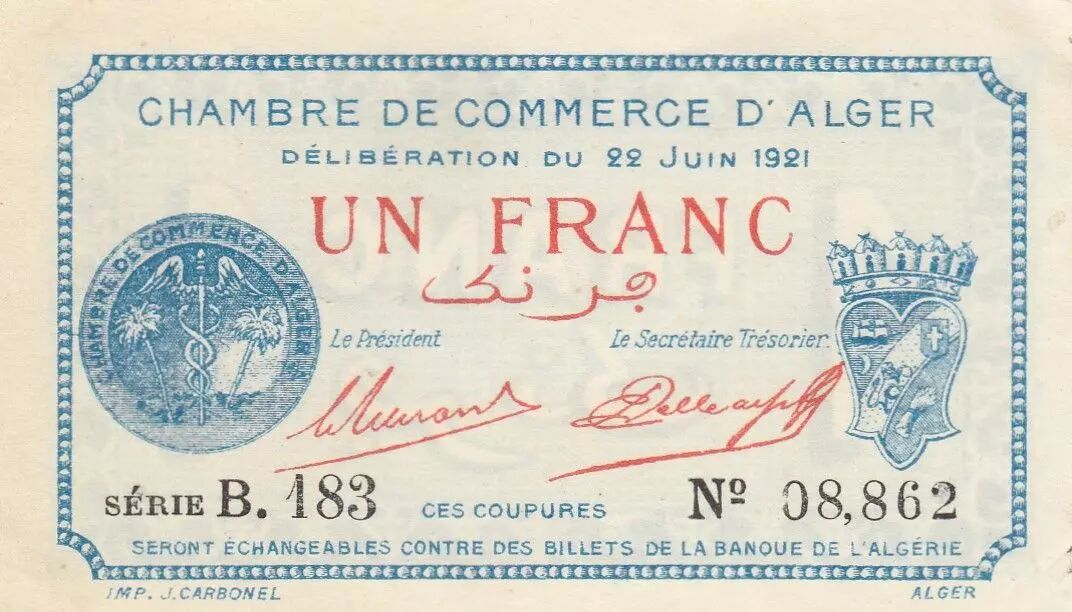 CHAMBRE DE COMMERCE D'ALGER
DÉLIBÉRATION DU 22 JUIN 1921
UN FRANC
ڢرنک
CHAMBRE DE COMMERCE D'ALGER
Le Président
Le Secrétaire Trésorier
SÉRIE B. 183
CES COUPURES
Nº 08,862
SERONT ÉCHANGEABLES CONTRE DES BILLETS DE LA BANQUE DE L'ALGÉRIE
IMP. J. CARBONEL
ALGER